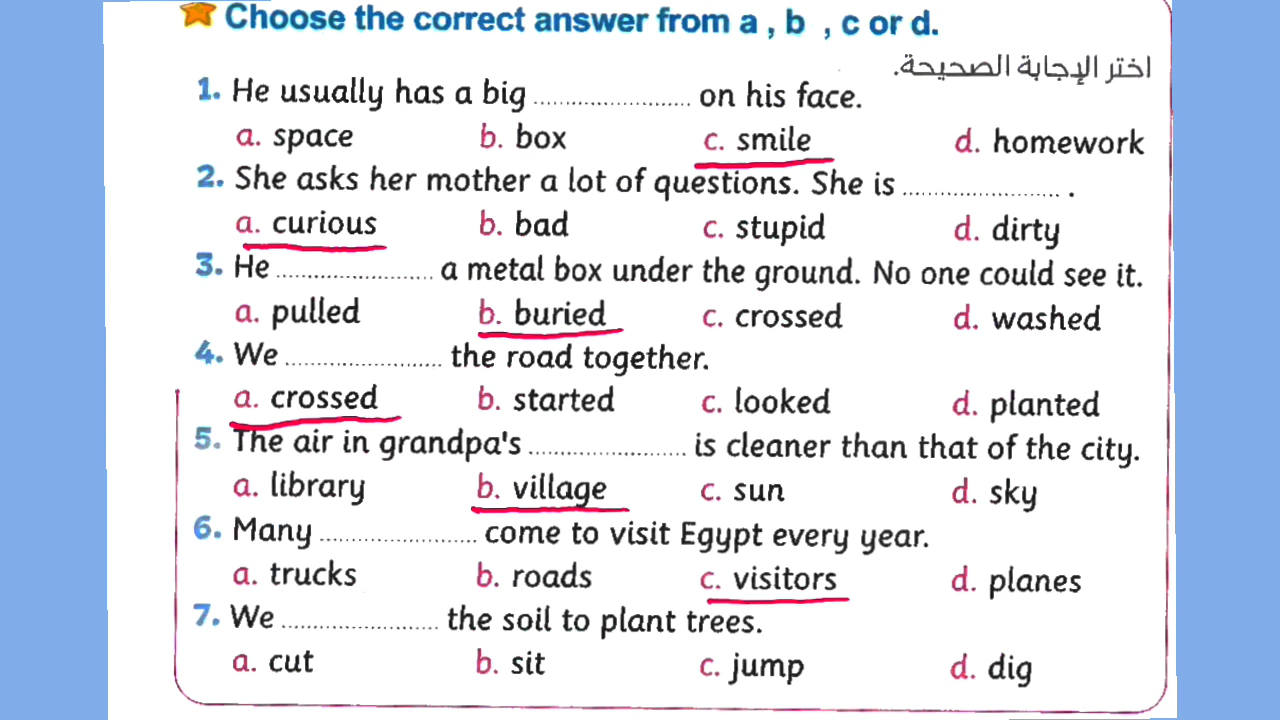 Choose the correct answer from a , b , c or d.
اختر الإجابة الصحيحة.
1. He usually has a big ........................ on his face.
a. space b. box c. smile d. homework
2. She asks her mother a lot of questions. She is ........................ .
a. curious b. bad c. stupid d. dirty
3. He ........................ a metal box under the ground. No one could see it.
a. pulled b. buried c. crossed d. washed
4. We ........................ the road together.
a. crossed b. started c. looked d. planted
5. The air in grandpa's ........................ is cleaner than that of the city.
a. library b. village c. sun d. sky
6. Many ........................ come to visit Egypt every year.
a. trucks b. roads c. visitors d. planes
7. We ........................ the soil to plant trees.
a. cut b. sit c. jump d. dig